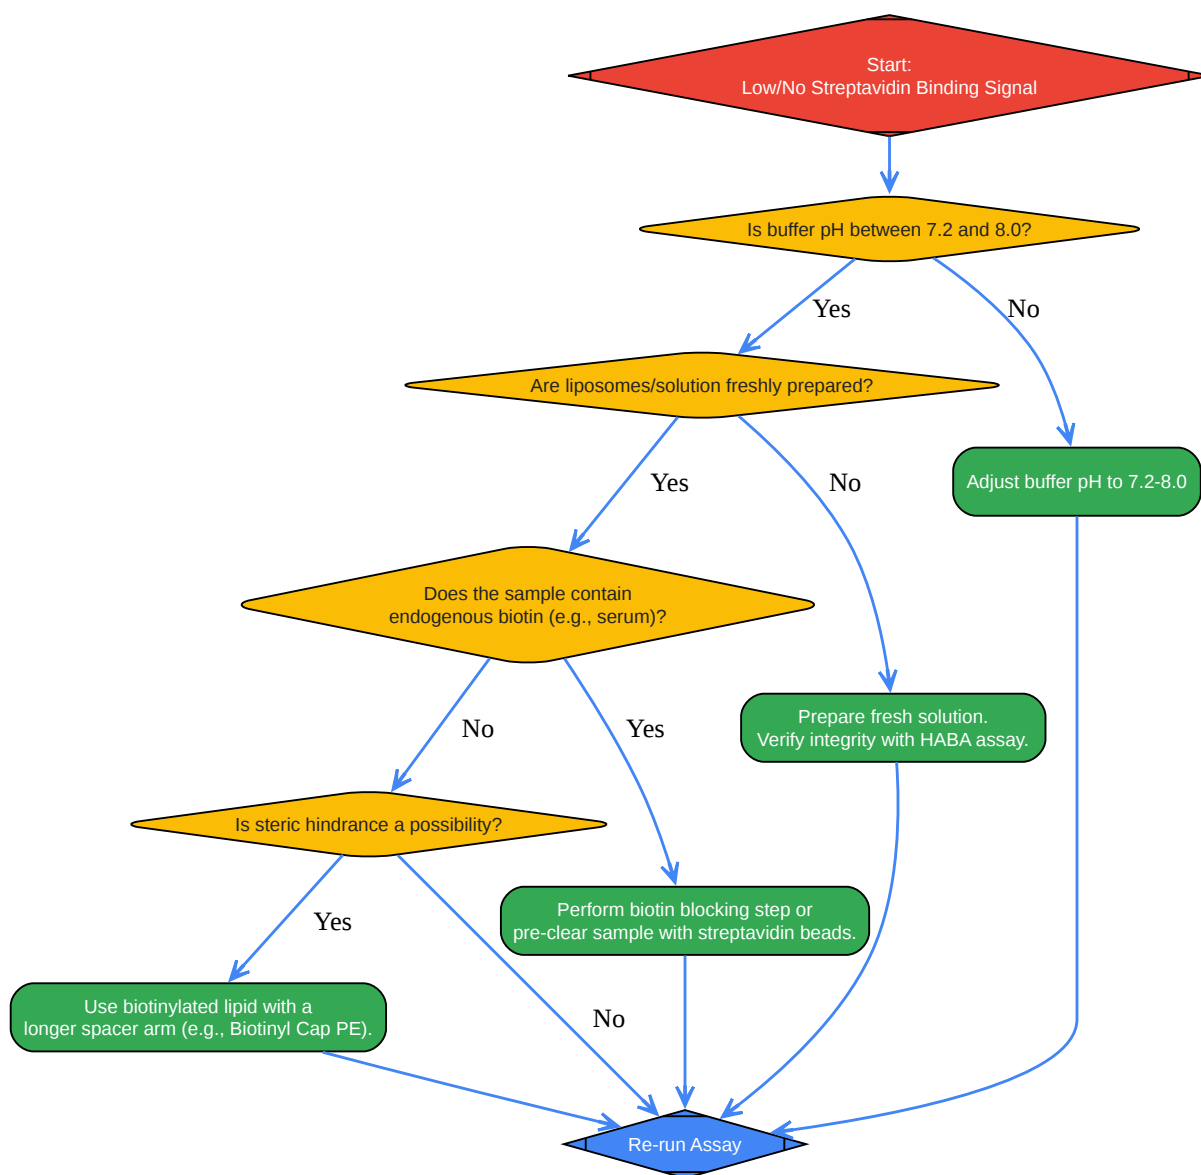 Start:
Low/No Streptavidin Binding Signal
Is buffer pH between 7.2 and 8.0?
Yes
No
Are liposomes/solution freshly prepared?
Yes
No
Adjust buffer pH to 7.2-8.0
Does the sample contain
endogenous biotin (e.g., serum)?
No
Yes
Prepare fresh solution.
Verify integrity with HABA assay.
Is steric hindrance a possibility?
Yes
No
Perform biotin blocking step or
pre-clear sample with streptavidin beads.
Use biotinylated lipid with a
longer spacer arm (e.g., Biotinyl Cap PE).
Re-run Assay